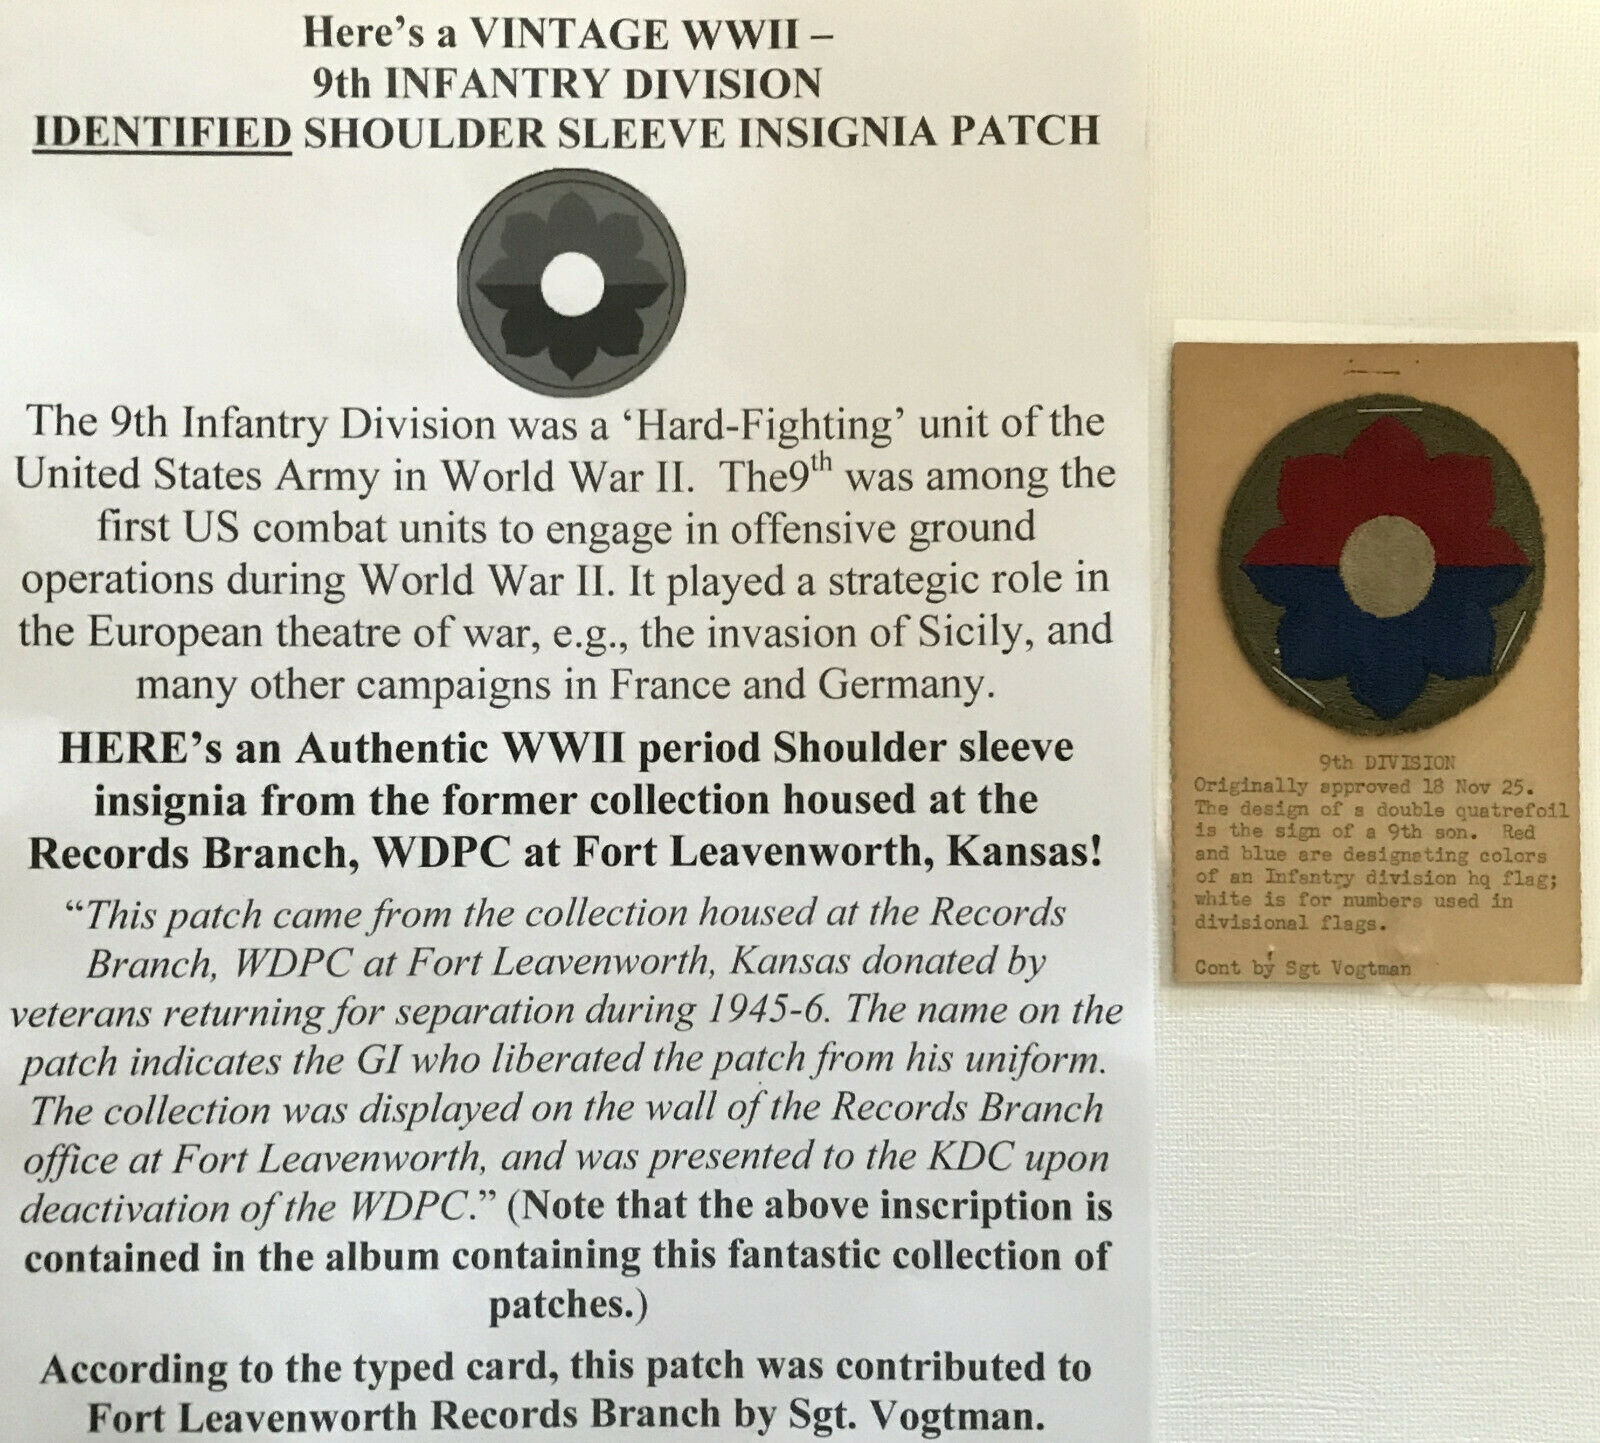 Here's a VINTAGE WWII –
9th INFANTRY DIVISION
IDENTIFIED SHOULDER SLEEVE INSIGNIA PATCH
The 9th Infantry Division was a ‘Hard-Fighting’ unit of the
United States Army in World War II.  The9th was among the
first US combat units to engage in offensive ground
operations during World War II. It played a strategic role in
the European theatre of war, e.g., the invasion of Sicily, and
many other campaigns in France and Germany.
HERE's an Authentic WWII period Shoulder sleeve
insignia from the former collection housed at the
Records Branch, WDPC at Fort Leavenworth, Kansas!
“This patch came from the collection housed at the Records
Branch, WDPC at Fort Leavenworth, Kansas donated by
veterans returning for separation during 1945-6. The name on the
patch indicates the GI who liberated the patch from his uniform.
The collection was displayed on the wall of the Records Branch
office at Fort Leavenworth, and was presented to the KDC upon
deactivation of the WDPC.” (Note that the above inscription is
contained in the album containing this fantastic collection of
patches.)
According to the typed card, this patch was contributed to
Fort Leavenworth Records Branch by Sgt. Vogtman.
9th DIVISION
Originally approved 18 Nov 25.
The design of a double quatrefoil
is the sign of a 9th son.  Red
and blue are designating colors
of an Infantry division hq flag;
white is for numbers used in
divisional flags.
Cont by Sgt Vogtman